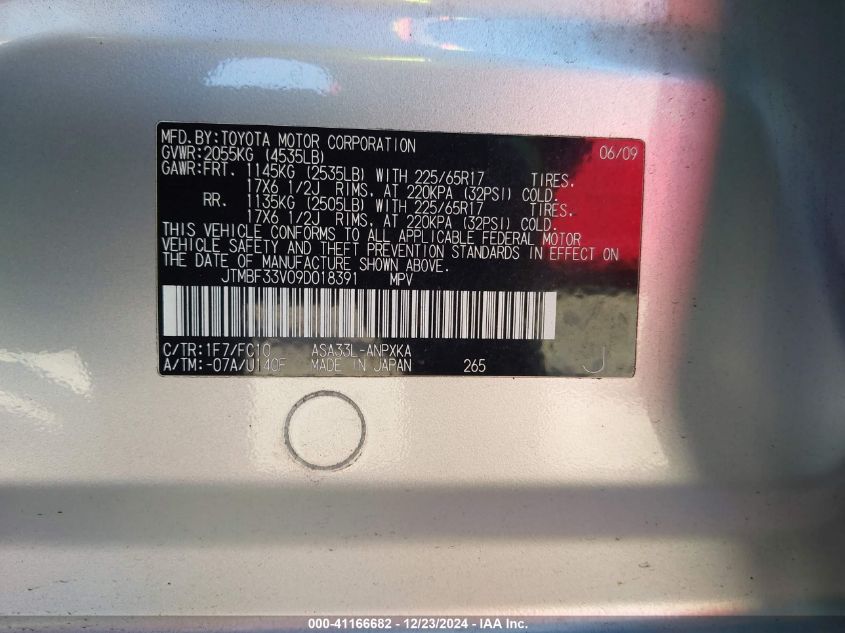 MFD.BY:TOYOTA MOTOR CORPORATION 06/09
GVWR:2055KG (4535LB)
GAWR:FRT. 1145KG (2535LB) WITH 225/65R17 TIRES.
17X6 1/2J RIMS, AT 220KPA (32PSI) COLD.
RR. 1135KG (2505LB) WITH 225/65R17 TIRES.
17X6 1/2J RIMS, AT 220KPA (32PSI) COLD.
THIS VEHICLE CONFORMS TO ALL APPLICABLE FEDERAL MOTOR
VEHICLE SAFETY AND THEFT PREVENTION STANDARDS IN EFFECT ON
THE DATE OF MANUFACTURE SHOWN ABOVE.
JTMBF33V09D018391 MPV
C/TR:1F7/FC10 ASA33L-ANPXKA
A/TM:-07A/U140F MADE IN JAPAN 265 J
000-41166682 - 12/23/2024 - IAA Inc.